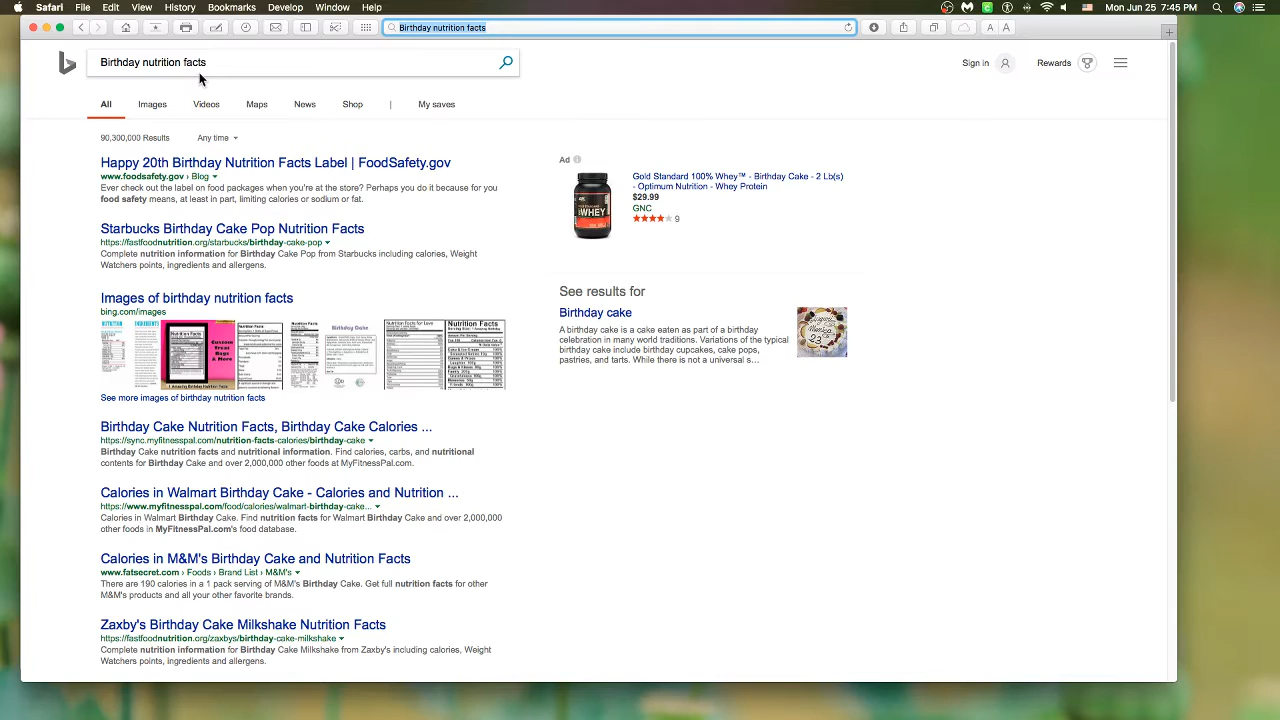 Safari File Edit View History Bookmarks Develop Window Help Mon Jun 26 7:45 PM
Birthday nutrition facts A A
Birthday nutrition facts Sign in Rewards
All Images Videos Maps News Shop | My saves
90,300,000 Results Any time
Happy 20th Birthday Nutrition Facts Label | FoodSafety.gov
www.foodsafety.gov › Blog
Ever check out the label on food packages when you're at the store? Perhaps you do it because for you
food safety means, at least in part, limiting calories or sodium or fat.
Starbucks Birthday Cake Pop Nutrition Facts
https://fastfoodnutrition.org/starbucks/birthday-cake-pop
Complete nutrition information for Birthday Cake Pop from Starbucks including calories, Weight
Watchers points, ingredients and allergens.
Images of birthday nutrition facts
bing.com/images
Nutrition Facts
Custom
Treat
Bags
& More
Birthday Cake
Nutrition Facts for Love
Nutrition Facts
See more images of birthday nutrition facts
Birthday Cake Nutrition Facts, Birthday Cake Calories ...
https://sync.myfitnesspal.com/nutrition-facts-calories/birthday-cake
Birthday Cake nutrition facts and nutritional information. Find calories, carbs, and nutritional
contents for Birthday Cake and over 2,000,000 other foods at MyFitnessPal.com.
Calories in Walmart Birthday Cake - Calories and Nutrition ...
https://www.myfitnesspal.com/food/calories/walmart-birthday-cake...
Calories in Walmart Birthday Cake. Find nutrition facts for Walmart Birthday Cake and over 2,000,000
other foods in MyFitnessPal.com's food database.
Calories in M&M's Birthday Cake and Nutrition Facts
www.fatsecret.com › Foods › Brand List › M&M's
There are 190 calories in a 1 pack serving of M&M's Birthday Cake. Get full nutrition facts for other
M&M's products and all your other favorite brands.
Zaxby's Birthday Cake Milkshake Nutrition Facts
https://fastfoodnutrition.org/zaxbys/birthday-cake-milkshake
Complete nutrition information for Birthday Cake Milkshake from Zaxby's including calories, Weight
Watchers points, ingredients and allergens.
Ad
WHEY
Gold Standard 100% Whey™ - Birthday Cake - 2 Lb(s)
- Optimum Nutrition - Whey Protein
$29.99
GNC
9
See results for
Birthday cake
A birthday cake is a cake eaten as part of a birthday
celebration in many world traditions. Variations of the typical
birthday cake include birthday cupcakes, cake pops,
pastries, and tarts. While there is not a universal s...
23